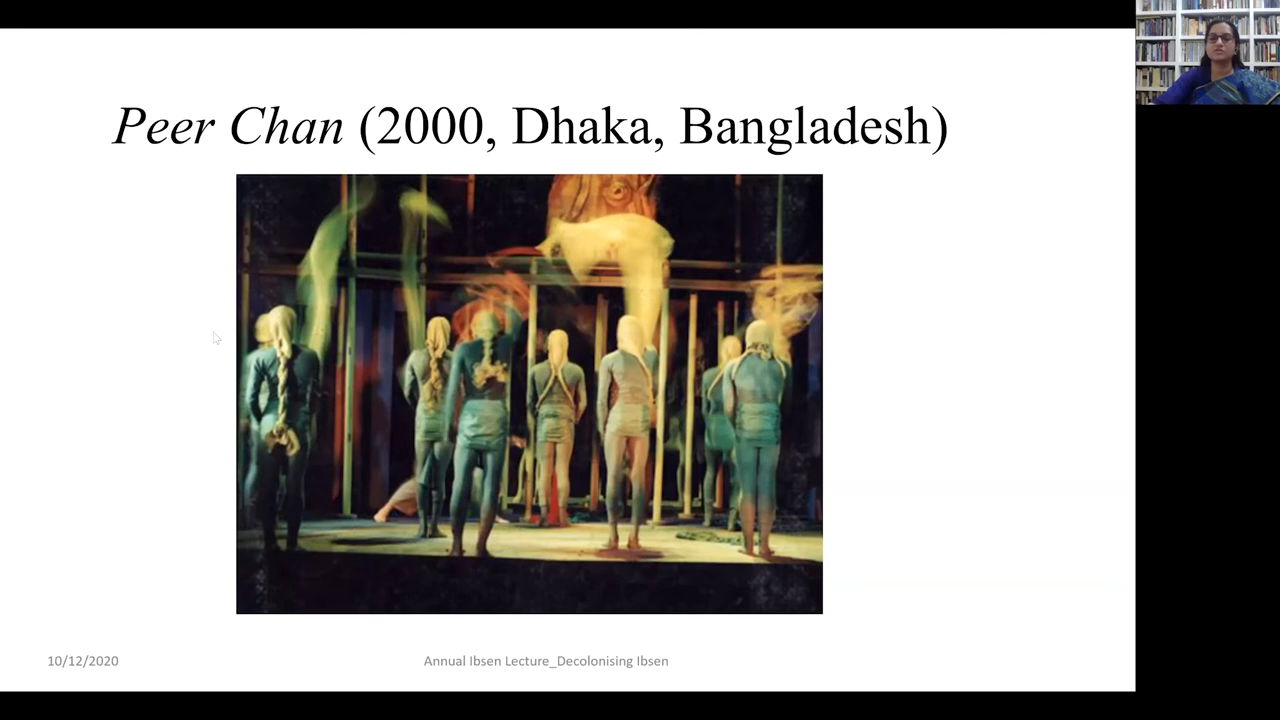 Peer Chan (2000, Dhaka, Bangladesh)
10/12/2020
Annual Ibsen Lecture_Decolonising Ibsen